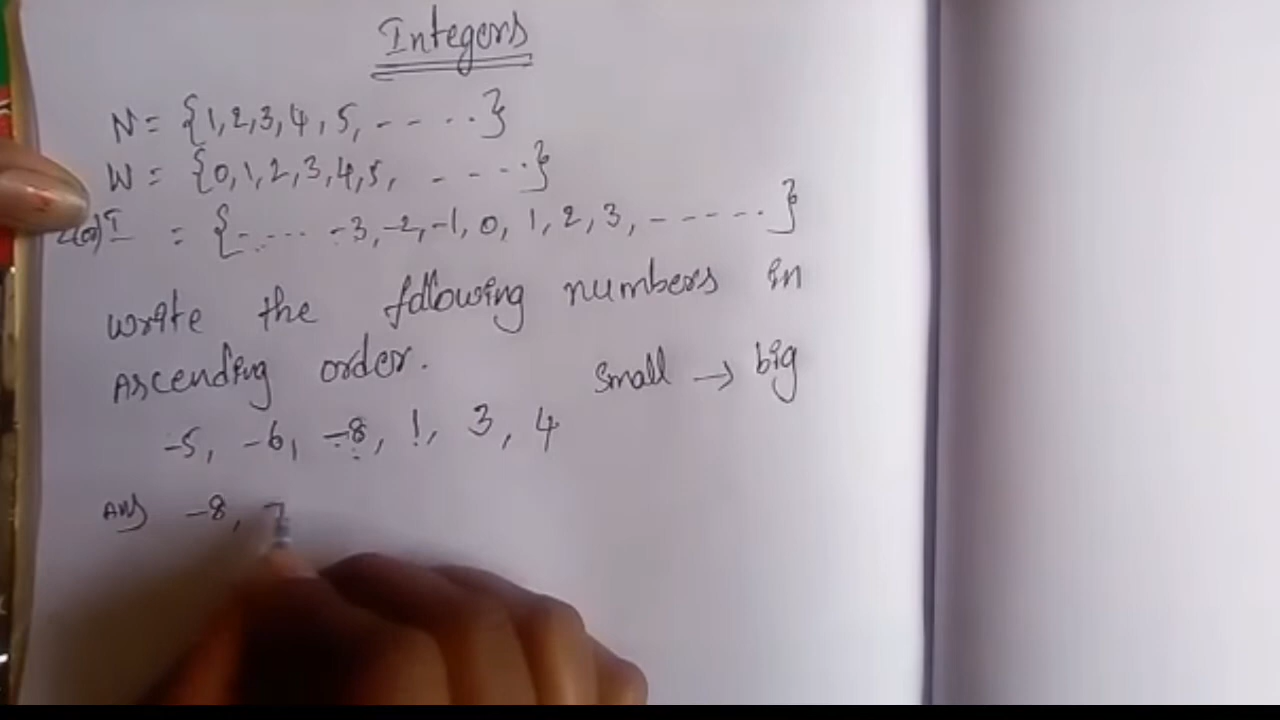 Integers
N = {1, 2, 3, 4, 5, - - - · · }
W = {0, 1, 2, 3, 4, 5, - - - - · }
Z(or) I = {- · - - · · -3, -2, -1, 0, 1, 2, 3, - - - - - · · }
write the following numbers in
Ascending order. Small → big
-5, -6, -8, 1, 3, 4
Ans -8,